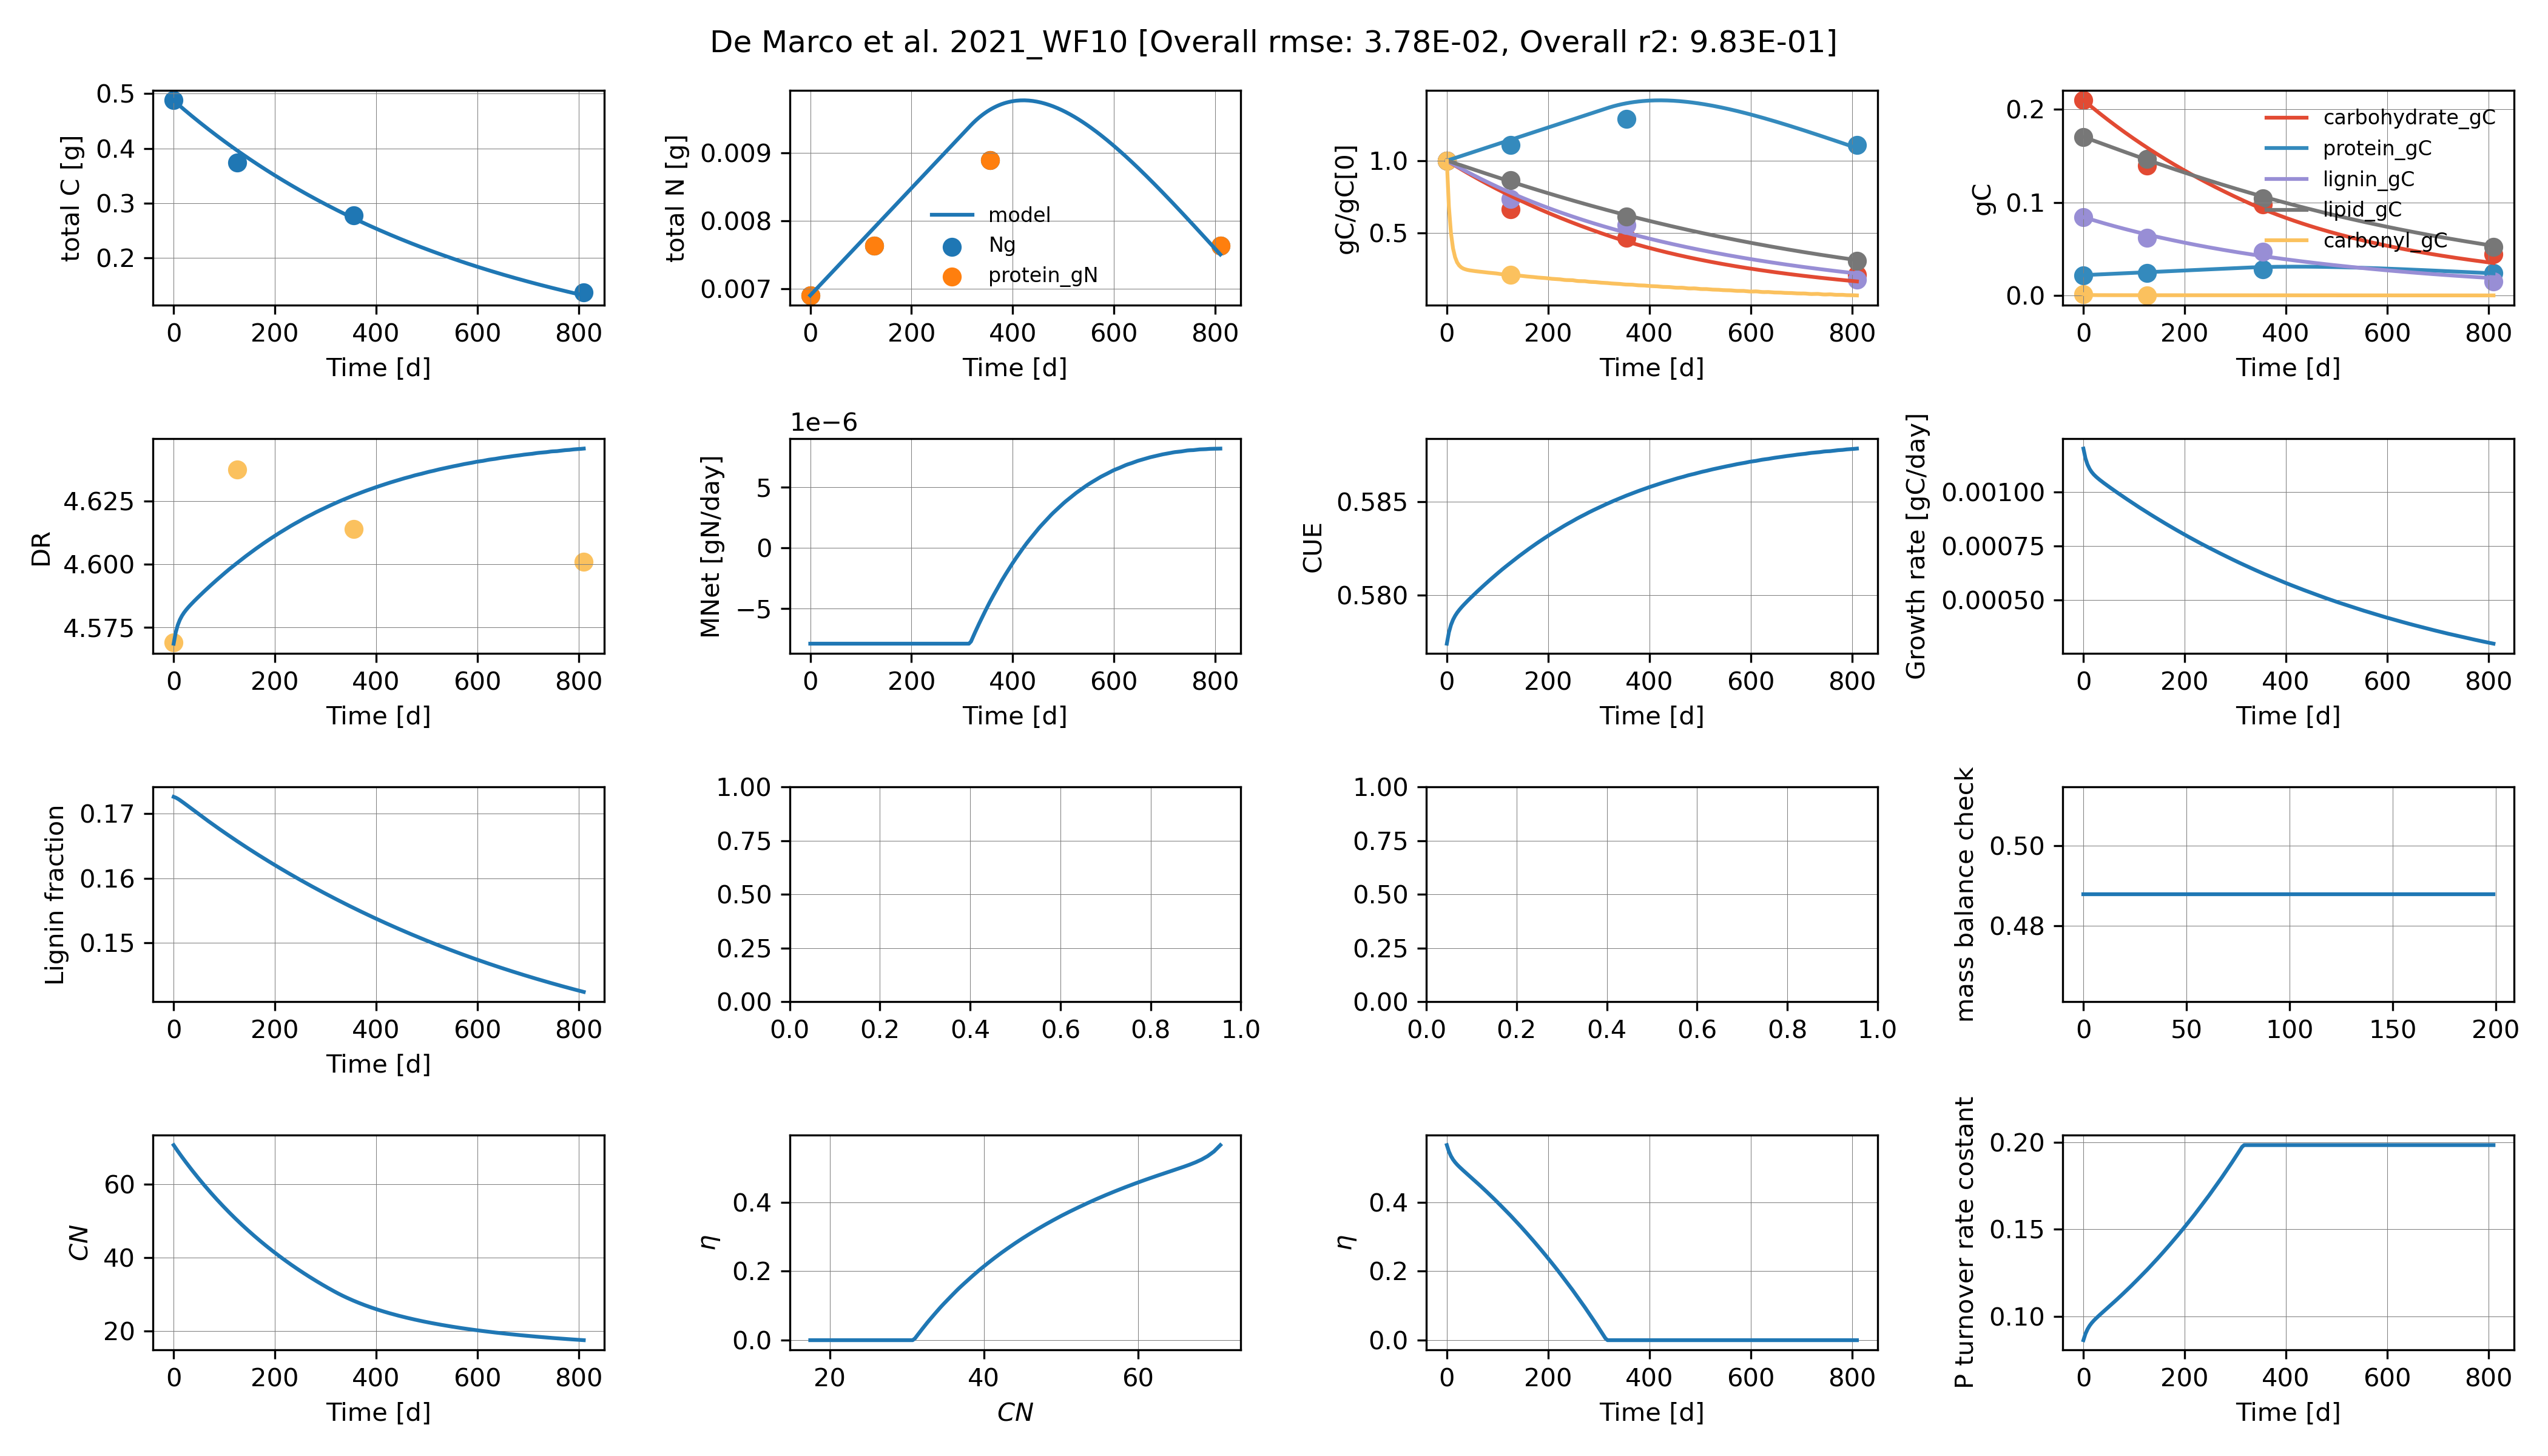 De Marco et al. 2021_WF10 [Overall rmse: 3.78E-02, Overall r2: 9.83E-01]
total C [g]
0.5
0.4
0.3
0.2
0 200 400 600 800
Time [d]
total N [g]
0.009
0.008
0.007
model
Ng
protein_gN
0 200 400 600 800
Time [d]
gC/gC[0]
1.0
0.5
0 200 400 600 800
Time [d]
gC
0.2
0.1
0.0
carbohydrate_gC
protein_gC
lignin_gC
lipid_gC
carbonyl_gC
0 200 400 600 800
Time [d]
DR
4.625
4.600
4.575
0 200 400 600 800
Time [d]
1e−6
MNet [gN/day]
5
0
−5
0 200 400 600 800
Time [d]
CUE
0.585
0.580
0 200 400 600 800
Time [d]
Growth rate [gC/day]
0.00100
0.00075
0.00050
0 200 400 600 800
Time [d]
Lignin fraction
0.17
0.16
0.15
0 200 400 600 800
Time [d]
1.00
0.75
0.50
0.25
0.00
0.0 0.2 0.4 0.6 0.8 1.0
1.00
0.75
0.50
0.25
0.00
0.0 0.2 0.4 0.6 0.8 1.0
mass balance check
0.50
0.48
0 50 100 150 200
CN
60
40
20
0 200 400 600 800
Time [d]
η
0.4
0.2
0.0
20 40 60
CN
η
0.4
0.2
0.0
0 200 400 600 800
Time [d]
P turnover rate costant
0.20
0.15
0.10
0 200 400 600 800
Time [d]